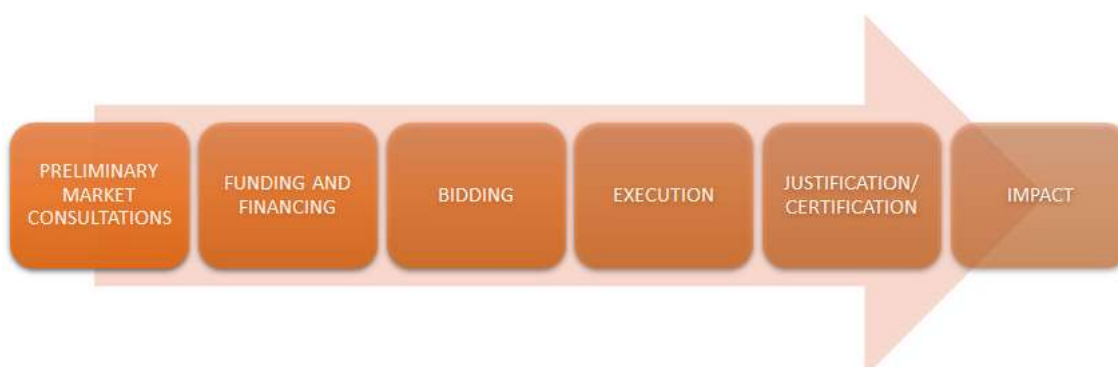 PRELIMINARY
MARKET
CONSULTATIONS
FUNDING AND
FINANCING
BIDDING
EXECUTION
JUSTIFICATION/
CERTIFICATION
IMPACT